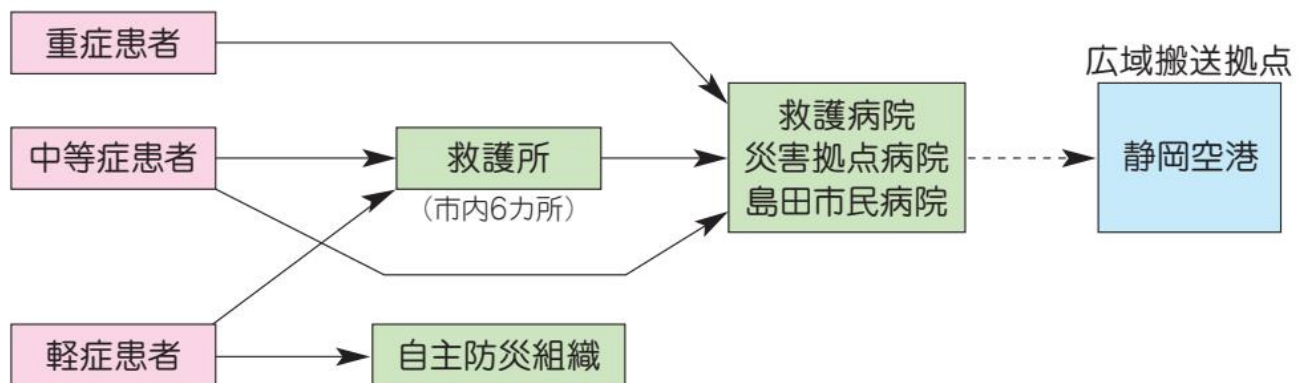 重症患者
中等症患者
軽症患者
救護所
（市内6カ所）
自主防災組織
救護病院
災害拠点病院
島田市民病院
広域搬送拠点
静岡空港